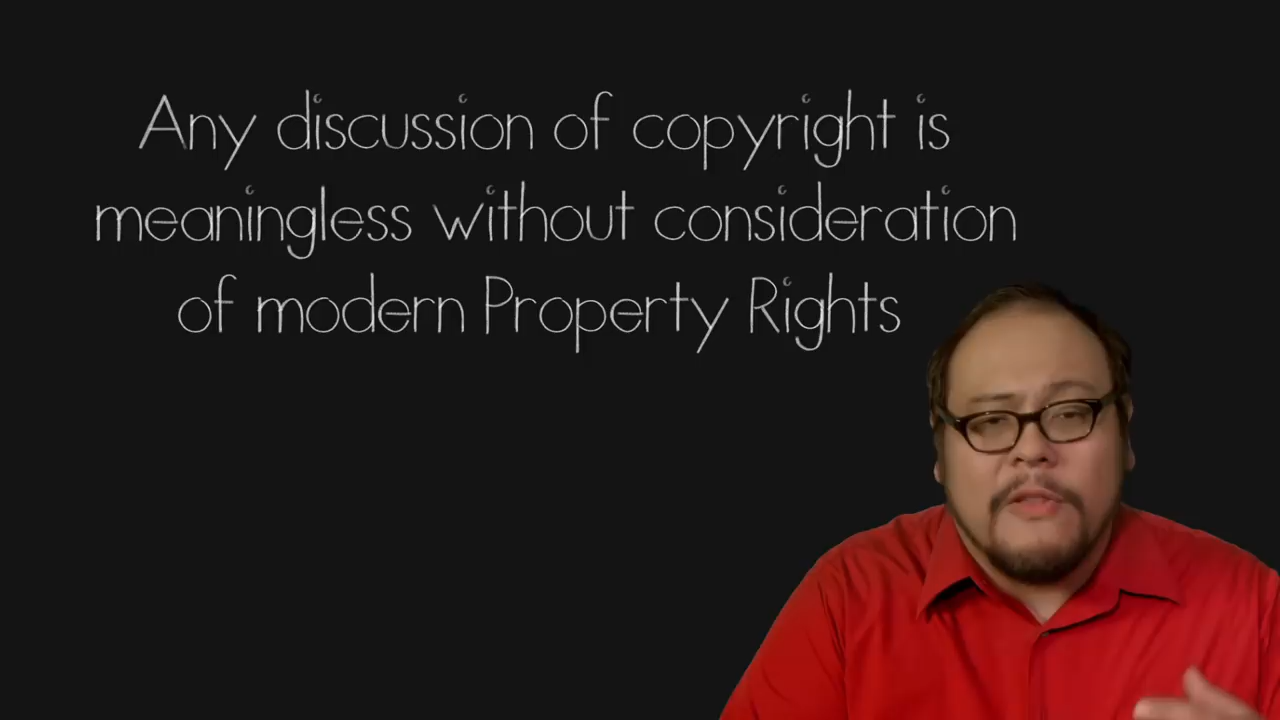 Any discussion of copyright is
meaningless without consideration
of modern Property Rights